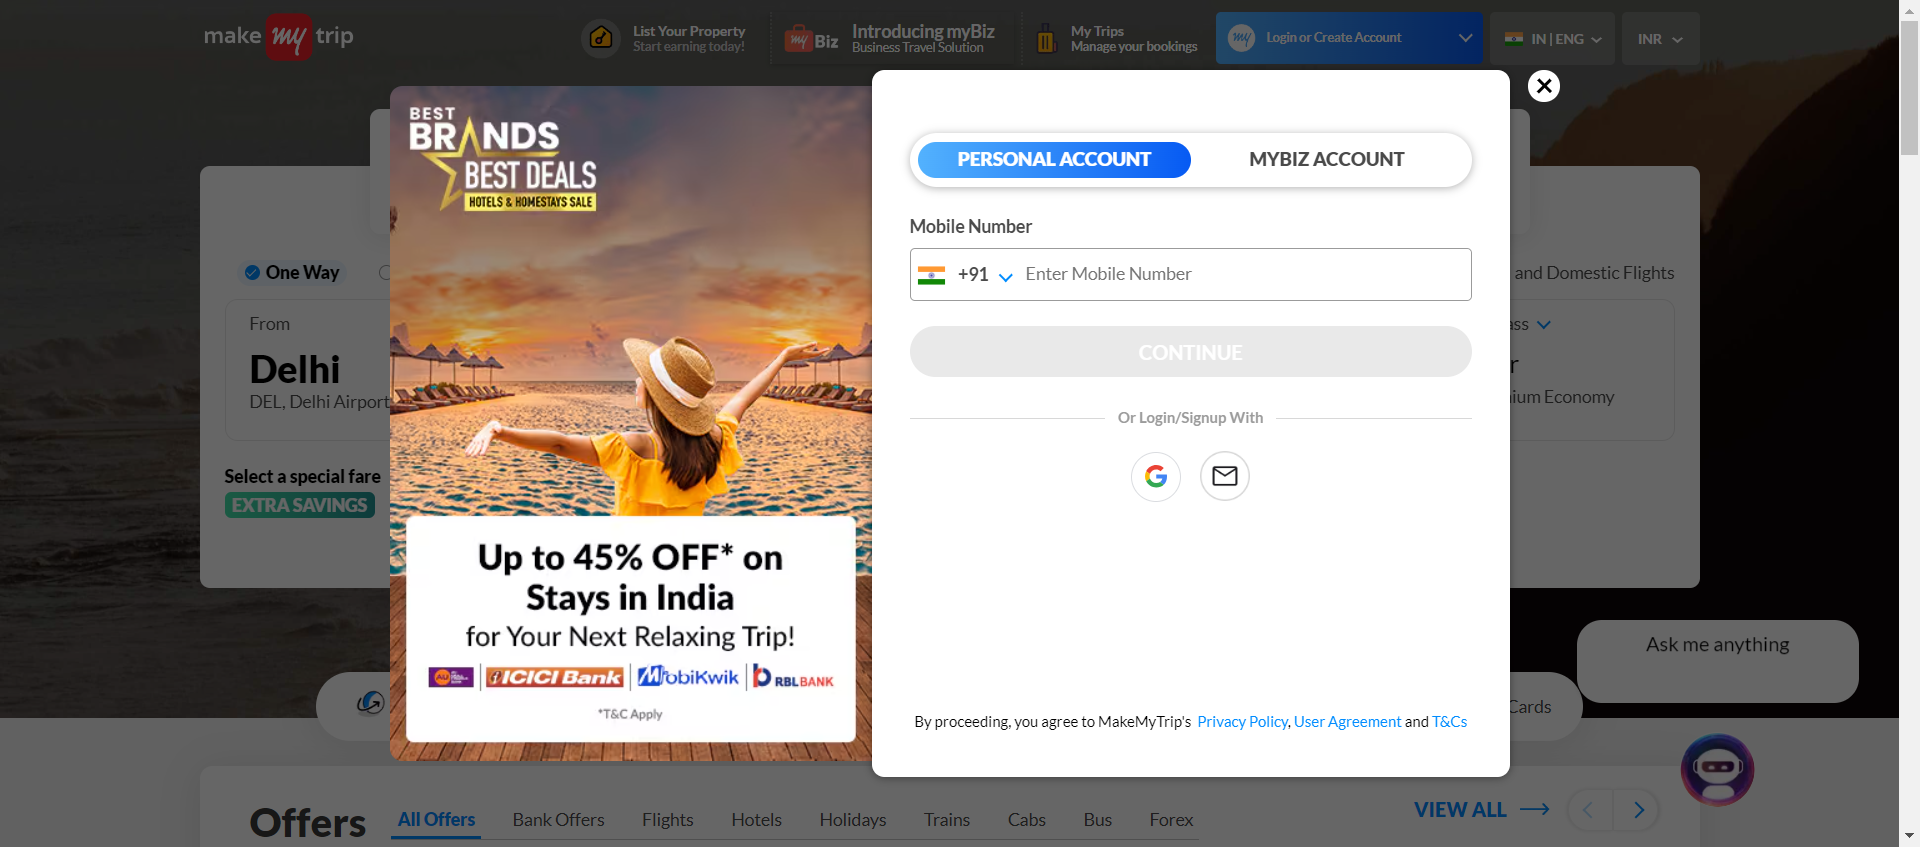 make my trip
List Your Property
Start earning today!
my Biz
Introducing myBiz
Business Travel Solution
My Trips
Manage your bookings
my
Login or Create Account
IN | ENG
INR
BEST
BRANDS
BEST DEALS
HOTELS & HOMESTAYS SALE
PERSONAL ACCOUNT
MYBIZ ACCOUNT
Mobile Number
+91
Enter Mobile Number
CONTINUE
Or Login/Signup With
One Way
and Domestic Flights
From
Delhi
DEL, Delhi Airport
Economy
Select a special fare
EXTRA SAVINGS
Up to 45% OFF* on
Stays in India
for Your Next Relaxing Trip!
AU
ICICI Bank
MobiKwik
RBL BANK
*T&C Apply
By proceeding, you agree to MakeMyTrip's Privacy Policy, User Agreement and T&Cs
Ask me anything
Cards
Offers
All Offers
Bank Offers
Flights
Hotels
Holidays
Trains
Cabs
Bus
Forex
VIEW ALL